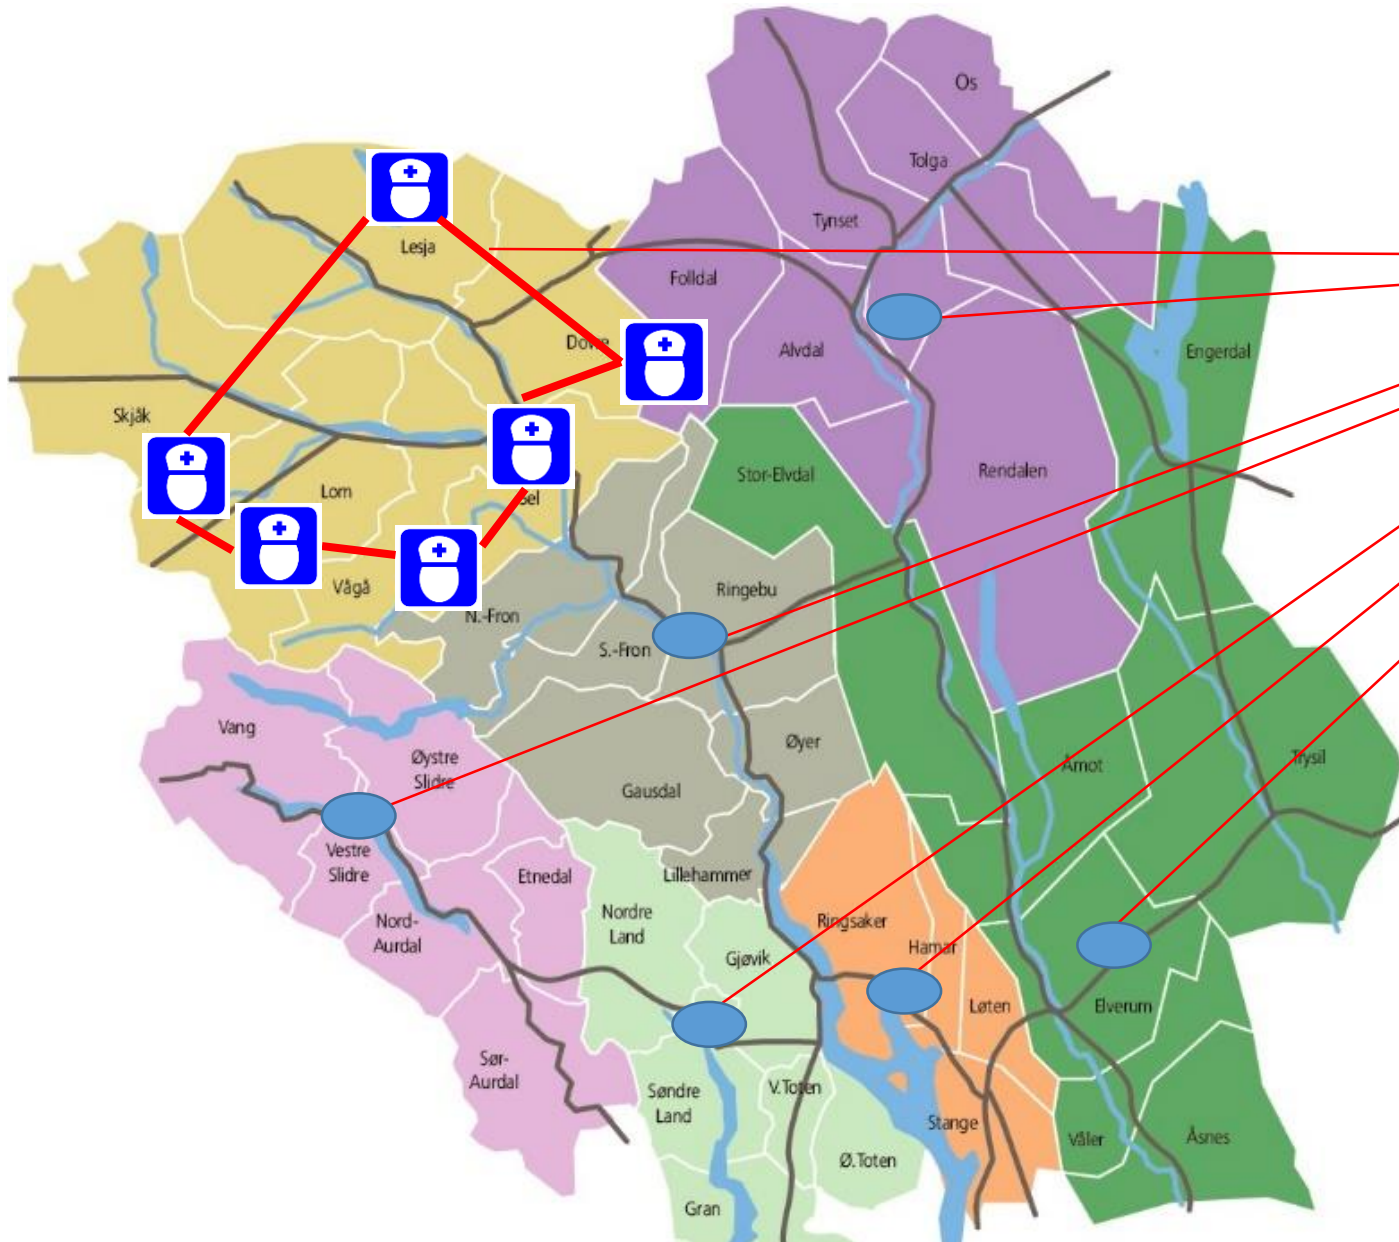 Os
Tolga
Tynset
Lesja
Folldal
Dovre
Alvdal
Engerdal
Skjåk
Stor-Elvdal
Rendalen
Lom
Sel
Vågå
Ringebu
N.-Fron
S.-Fron
Vang
Øyer
Øystre
Slidre
Åmot
Trysil
Gausdal
Vestre
Slidre
Etnedal
Lillehammer
Nordre
Land
Ringsaker
Nord-
Aurdal
Hamar
Gjøvik
Løten
Elverum
Sør-
Aurdal
Søndre
Land
V.Toten
Stange
Våler
Åsnes
Ø.Toten
Gran